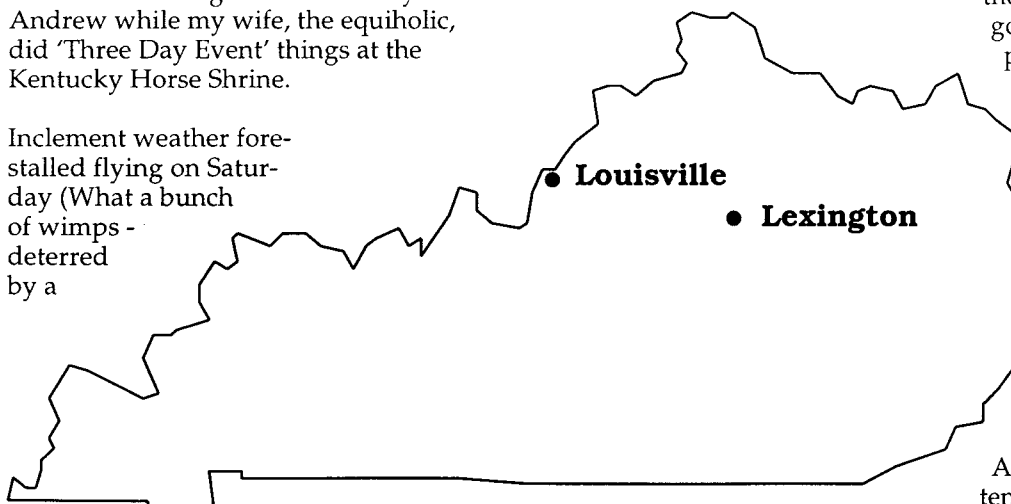 Andrew while my wife, the equiholic,
did 'Three Day Event' things at the
Kentucky Horse Shrine.
Inclement weather fore-
stalled flying on Satur-
day (What a bunch
of wimps -
deterred
by a
Louisville
Lexington